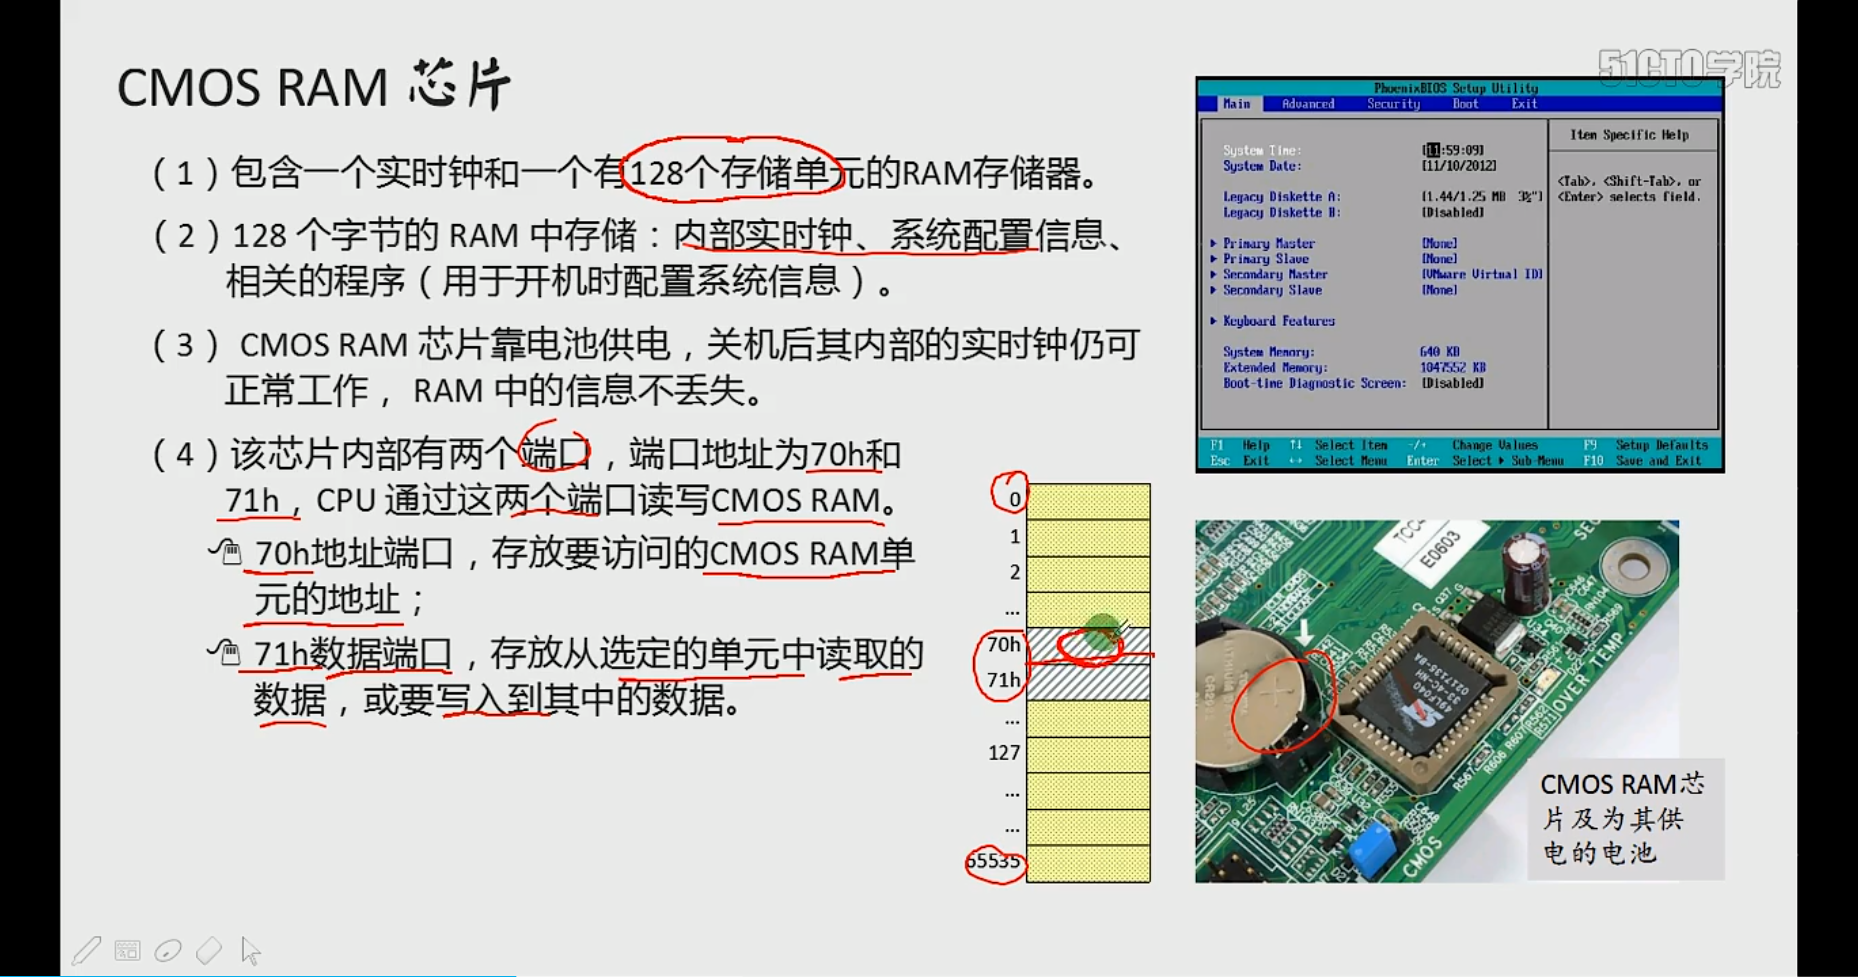 CMOS RAM 芯片
51CTO学院
（1）包含一个实时钟和一个有128个存储单元的RAM存储器。
（2）128 个字节的 RAM 中存储：内部实时钟、系统配置信息、
相关的程序（用于开机时配置系统信息）。
（3） CMOS RAM 芯片靠电池供电，关机后其内部的实时钟仍可
正常工作， RAM 中的信息不丢失。
（4）该芯片内部有两个端口，端口地址为70h和
71h，CPU 通过这两个端口读写CMOS RAM。
70h地址端口，存放要访问的CMOS RAM单
元的地址；
71h数据端口，存放从选定的单元中读取的
数据，或要写入到其中的数据。
0
1
2
...
70h
71h
...
127
...
...
65535
PhoenixBIOS Setup Utility
Main Advanced Security Boot Exit
Item Specific Help
System Time: [11:59:09]
System Date: [11/10/2012]
<Tab>, <Shift-Tab>, or
<Enter> selects field.
Legacy Diskette A: [1.44/1.25 MB 3½"]
Legacy Diskette B: [Disabled]
Primary Master [None]
Primary Slave [None]
Secondary Master [VMware Virtual ID]
Secondary Slave [None]
Keyboard Features
System Memory: 640 KB
Extended Memory: 1047552 KB
Boot-time Diagnostic Screen: [Disabled]
F1 Help ↑↓ Select Item -/+ Change Values F9 Setup Defaults
Esc Exit ↔ Select Menu Enter Select ▶ Sub-Menu F10 Save and Exit
TCC4
E0603
49LF040
33-4C-NH
OVER TEMP.
R562
R571
R607
R606
R567
CMOS
CMOS RAM芯
片及为其供
电的电池